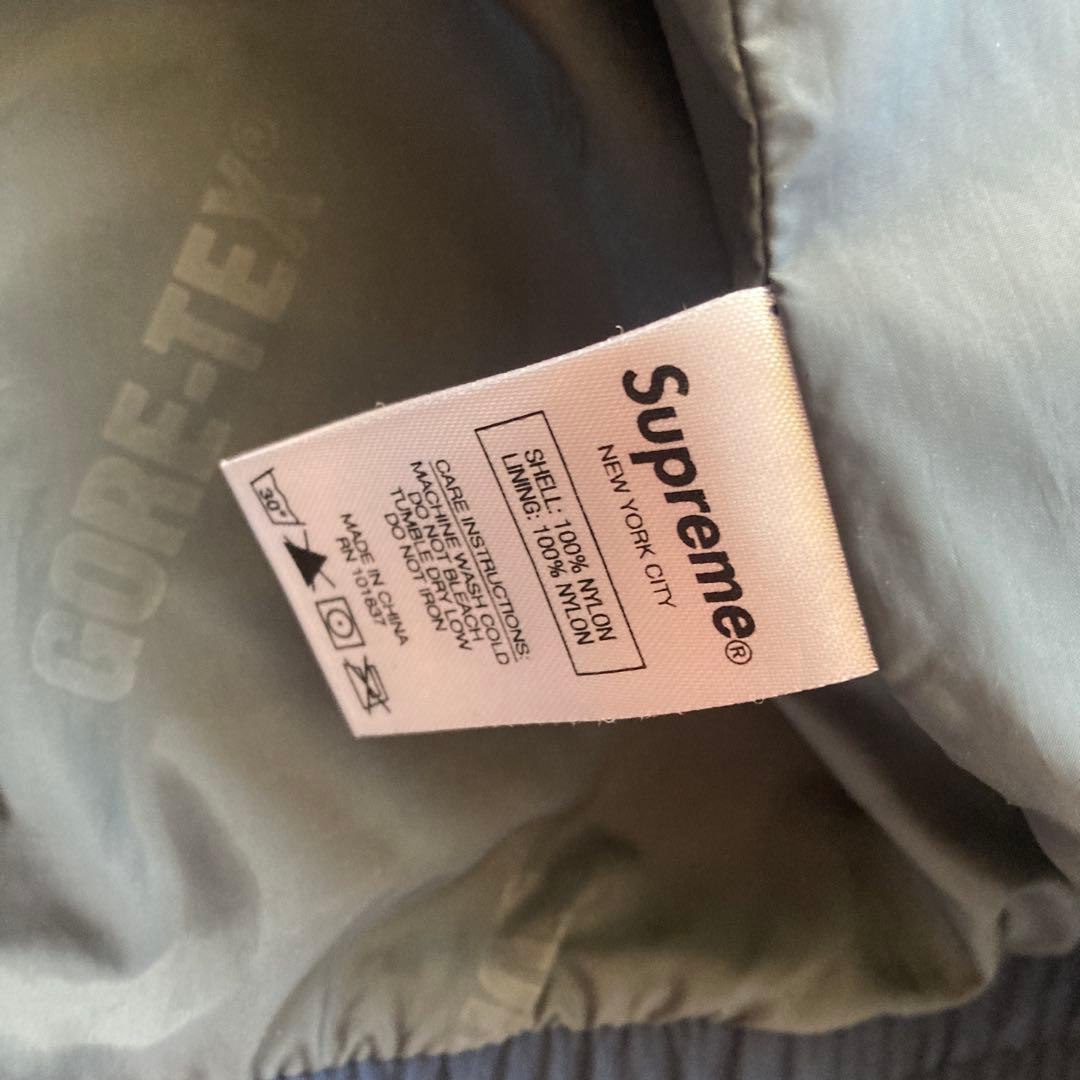 Supreme®
NEW YORK CITY
SHELL: 100% NYLON
LINING: 100% NYLON
CARE INSTRUCTIONS:
MACHINE WASH COLD
DO NOT BLEACH
TUMBLE DRY LOW
DO NOT IRON
MADE IN CHINA
RN 101837
30°
GORE-TEX®